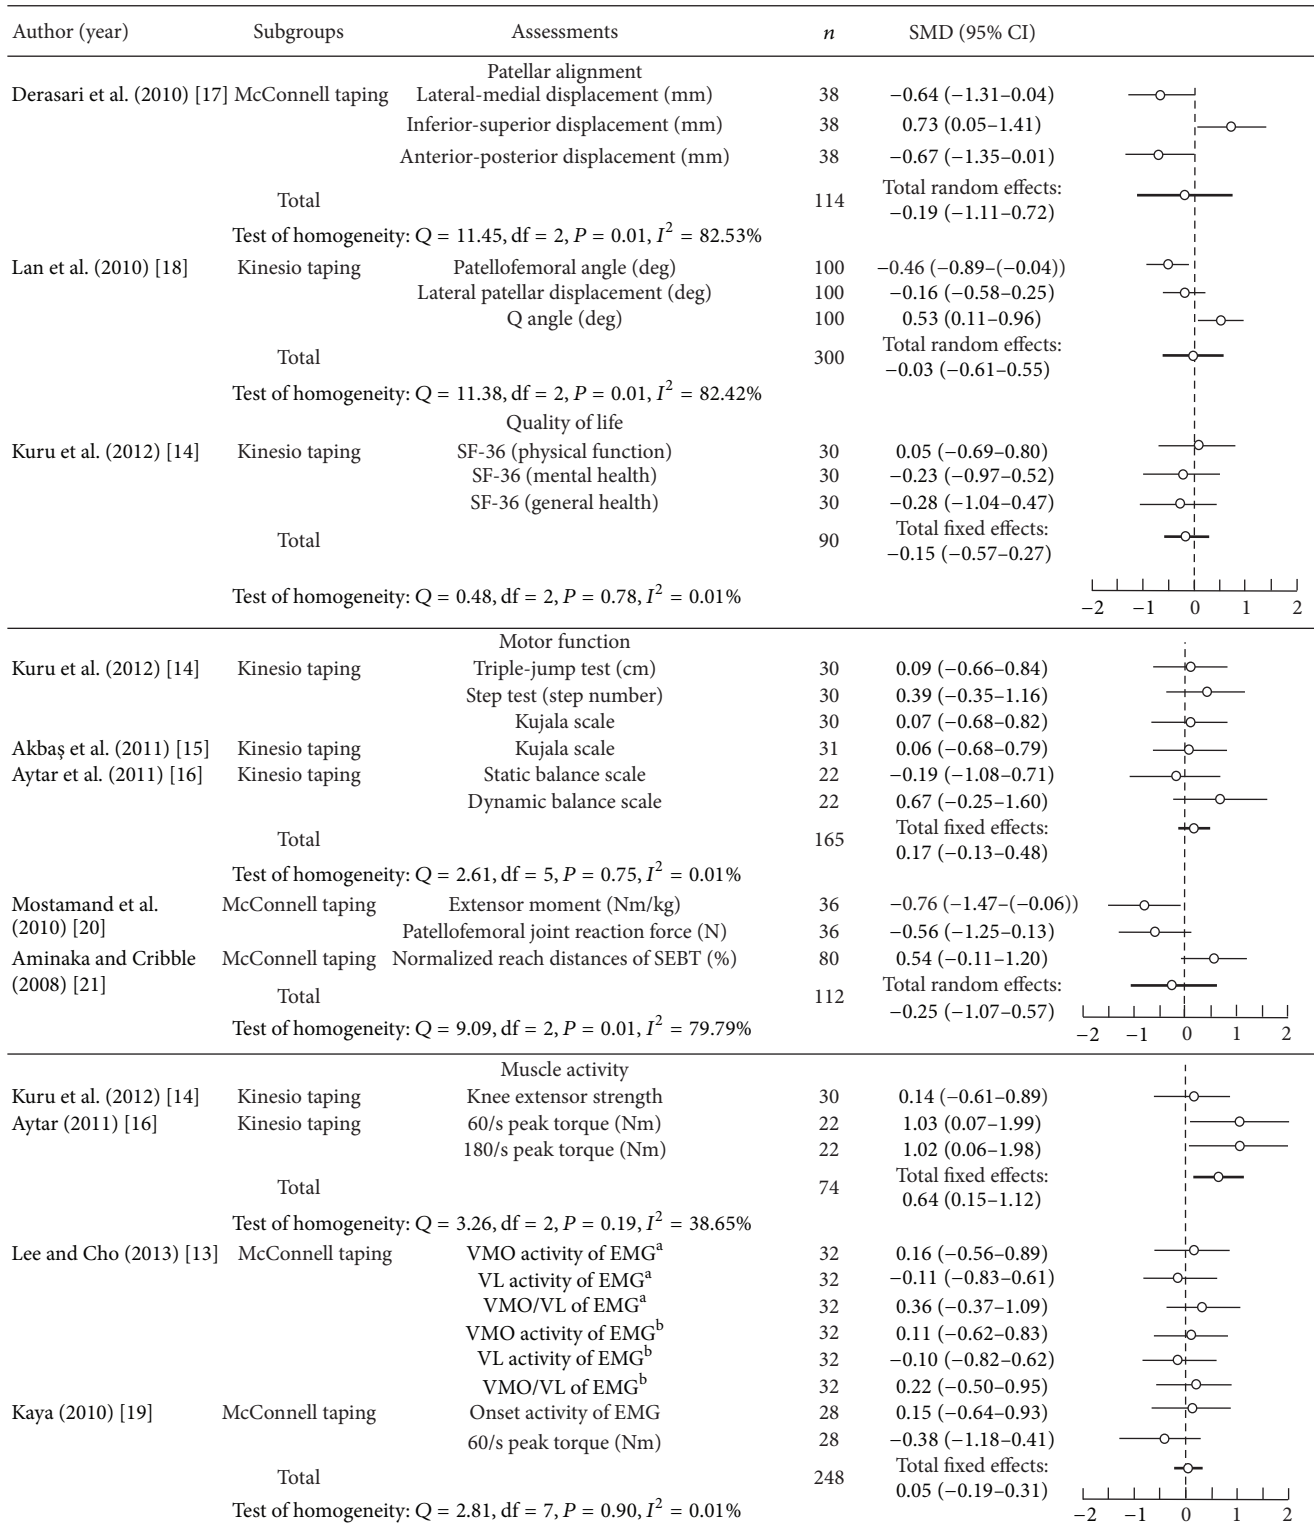 Author (year) Subgroups Assessments n SMD (95% CI)
Patellar alignment
Derasari et al. (2010) [17] McConnell taping Lateral-medial displacement (mm) 38 −0.64 (−1.31–0.04)
Inferior-superior displacement (mm) 38 0.73 (0.05–1.41)
Anterior-posterior displacement (mm) 38 −0.67 (−1.35–0.01)
Total 114 Total random effects:
−0.19 (−1.11–0.72)
Test of homogeneity: Q = 11.45, df = 2, P = 0.01, I² = 82.53%
Lan et al. (2010) [18] Kinesio taping Patellofemoral angle (deg) 100 −0.46 (−0.89–(−0.04))
Lateral patellar displacement (deg) 100 −0.16 (−0.58–0.25)
Q angle (deg) 100 0.53 (0.11–0.96)
Total 300 Total random effects:
−0.03 (−0.61–0.55)
Test of homogeneity: Q = 11.38, df = 2, P = 0.01, I² = 82.42%
Quality of life
Kuru et al. (2012) [14] Kinesio taping SF-36 (physical function) 30 0.05 (−0.69–0.80)
SF-36 (mental health) 30 −0.23 (−0.97–0.52)
SF-36 (general health) 30 −0.28 (−1.04–0.47)
Total 90 Total fixed effects:
−0.15 (−0.57–0.27)
Test of homogeneity: Q = 0.48, df = 2, P = 0.78, I² = 0.01%
−2 −1 0 1 2
Motor function
Kuru et al. (2012) [14] Kinesio taping Triple-jump test (cm) 30 0.09 (−0.66–0.84)
Step test (step number) 30 0.39 (−0.35–1.16)
Kujala scale 30 0.07 (−0.68–0.82)
Akbaş et al. (2011) [15] Kinesio taping Kujala scale 31 0.06 (−0.68–0.79)
Aytar et al. (2011) [16] Kinesio taping Static balance scale 22 −0.19 (−1.08–0.71)
Dynamic balance scale 22 0.67 (−0.25–1.60)
Total 165 Total fixed effects:
0.17 (−0.13–0.48)
Test of homogeneity: Q = 2.61, df = 5, P = 0.75, I² = 0.01%
Mostamand et al. McConnell taping Extensor moment (Nm/kg) 36 −0.76 (−1.47–(−0.06))
(2010) [20] Patellofemoral joint reaction force (N) 36 −0.56 (−1.25–0.13)
Aminaka and Cribble McConnell taping Normalized reach distances of SEBT (%) 80 0.54 (−0.11–1.20)
(2008) [21] Total 112 Total random effects:
−0.25 (−1.07–0.57)
Test of homogeneity: Q = 9.09, df = 2, P = 0.01, I² = 79.79%
−2 −1 0 1 2
Muscle activity
Kuru et al. (2012) [14] Kinesio taping Knee extensor strength 30 0.14 (−0.61–0.89)
Aytar (2011) [16] Kinesio taping 60/s peak torque (Nm) 22 1.03 (0.07–1.99)
180/s peak torque (Nm) 22 1.02 (0.06–1.98)
Total 74 Total fixed effects:
0.64 (0.15–1.12)
Test of homogeneity: Q = 3.26, df = 2, P = 0.19, I² = 38.65%
Lee and Cho (2013) [13] McConnell taping VMO activity of EMGᵃ 32 0.16 (−0.56–0.89)
VL activity of EMGᵃ 32 −0.11 (−0.83–0.61)
VMO/VL of EMGᵃ 32 0.36 (−0.37–1.09)
VMO activity of EMGᵇ 32 0.11 (−0.62–0.83)
VL activity of EMGᵇ 32 −0.10 (−0.82–0.62)
VMO/VL of EMGᵇ 32 0.22 (−0.50–0.95)
Kaya (2010) [19] McConnell taping Onset activity of EMG 28 0.15 (−0.64–0.93)
60/s peak torque (Nm) 28 −0.38 (−1.18–0.41)
Total 248 Total fixed effects:
0.05 (−0.19–0.31)
Test of homogeneity: Q = 2.81, df = 7, P = 0.90, I² = 0.01%
−2 −1 0 1 2